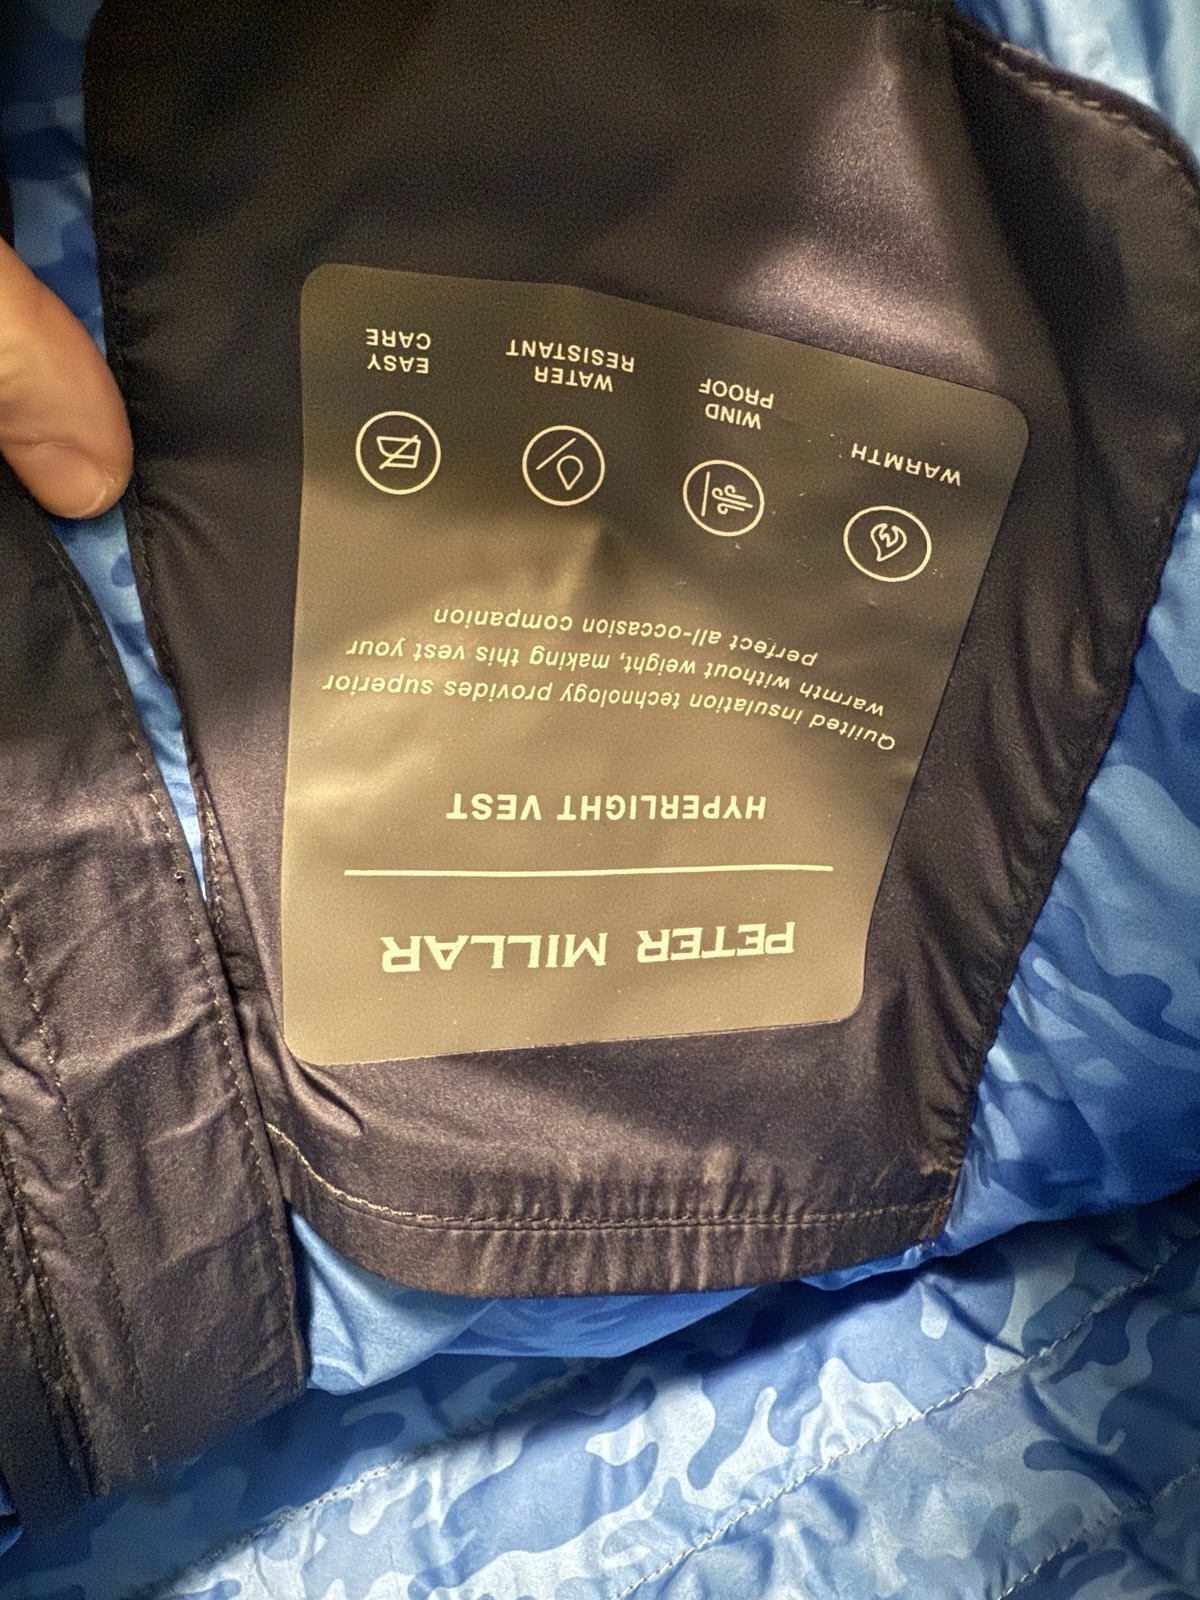 PETER MILLAR
HYPERLIGHT VEST
Quilted insulation technology provides superior
warmth without weight, making this vest your
perfect all-occasion companion
WARMTH
WIND
PROOF
WATER
RESISTANT
EASY
CARE